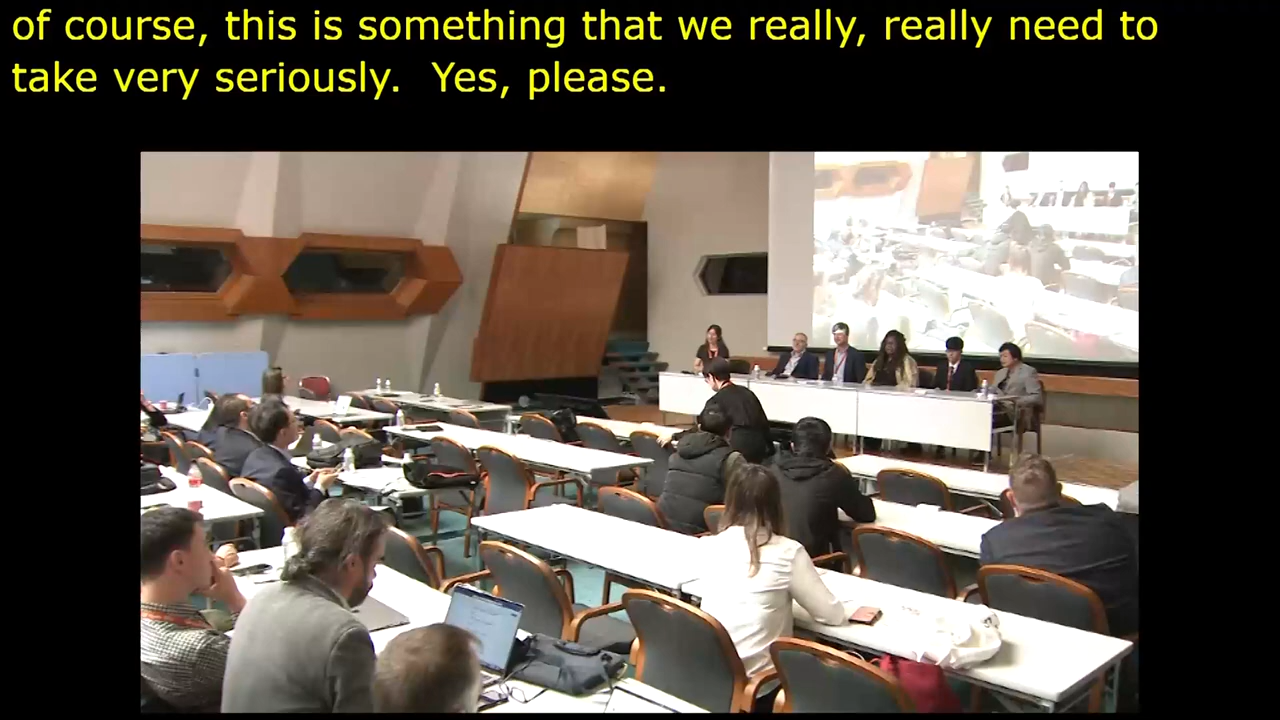 of course, this is something that we really, really need to
take very seriously.  Yes, please.